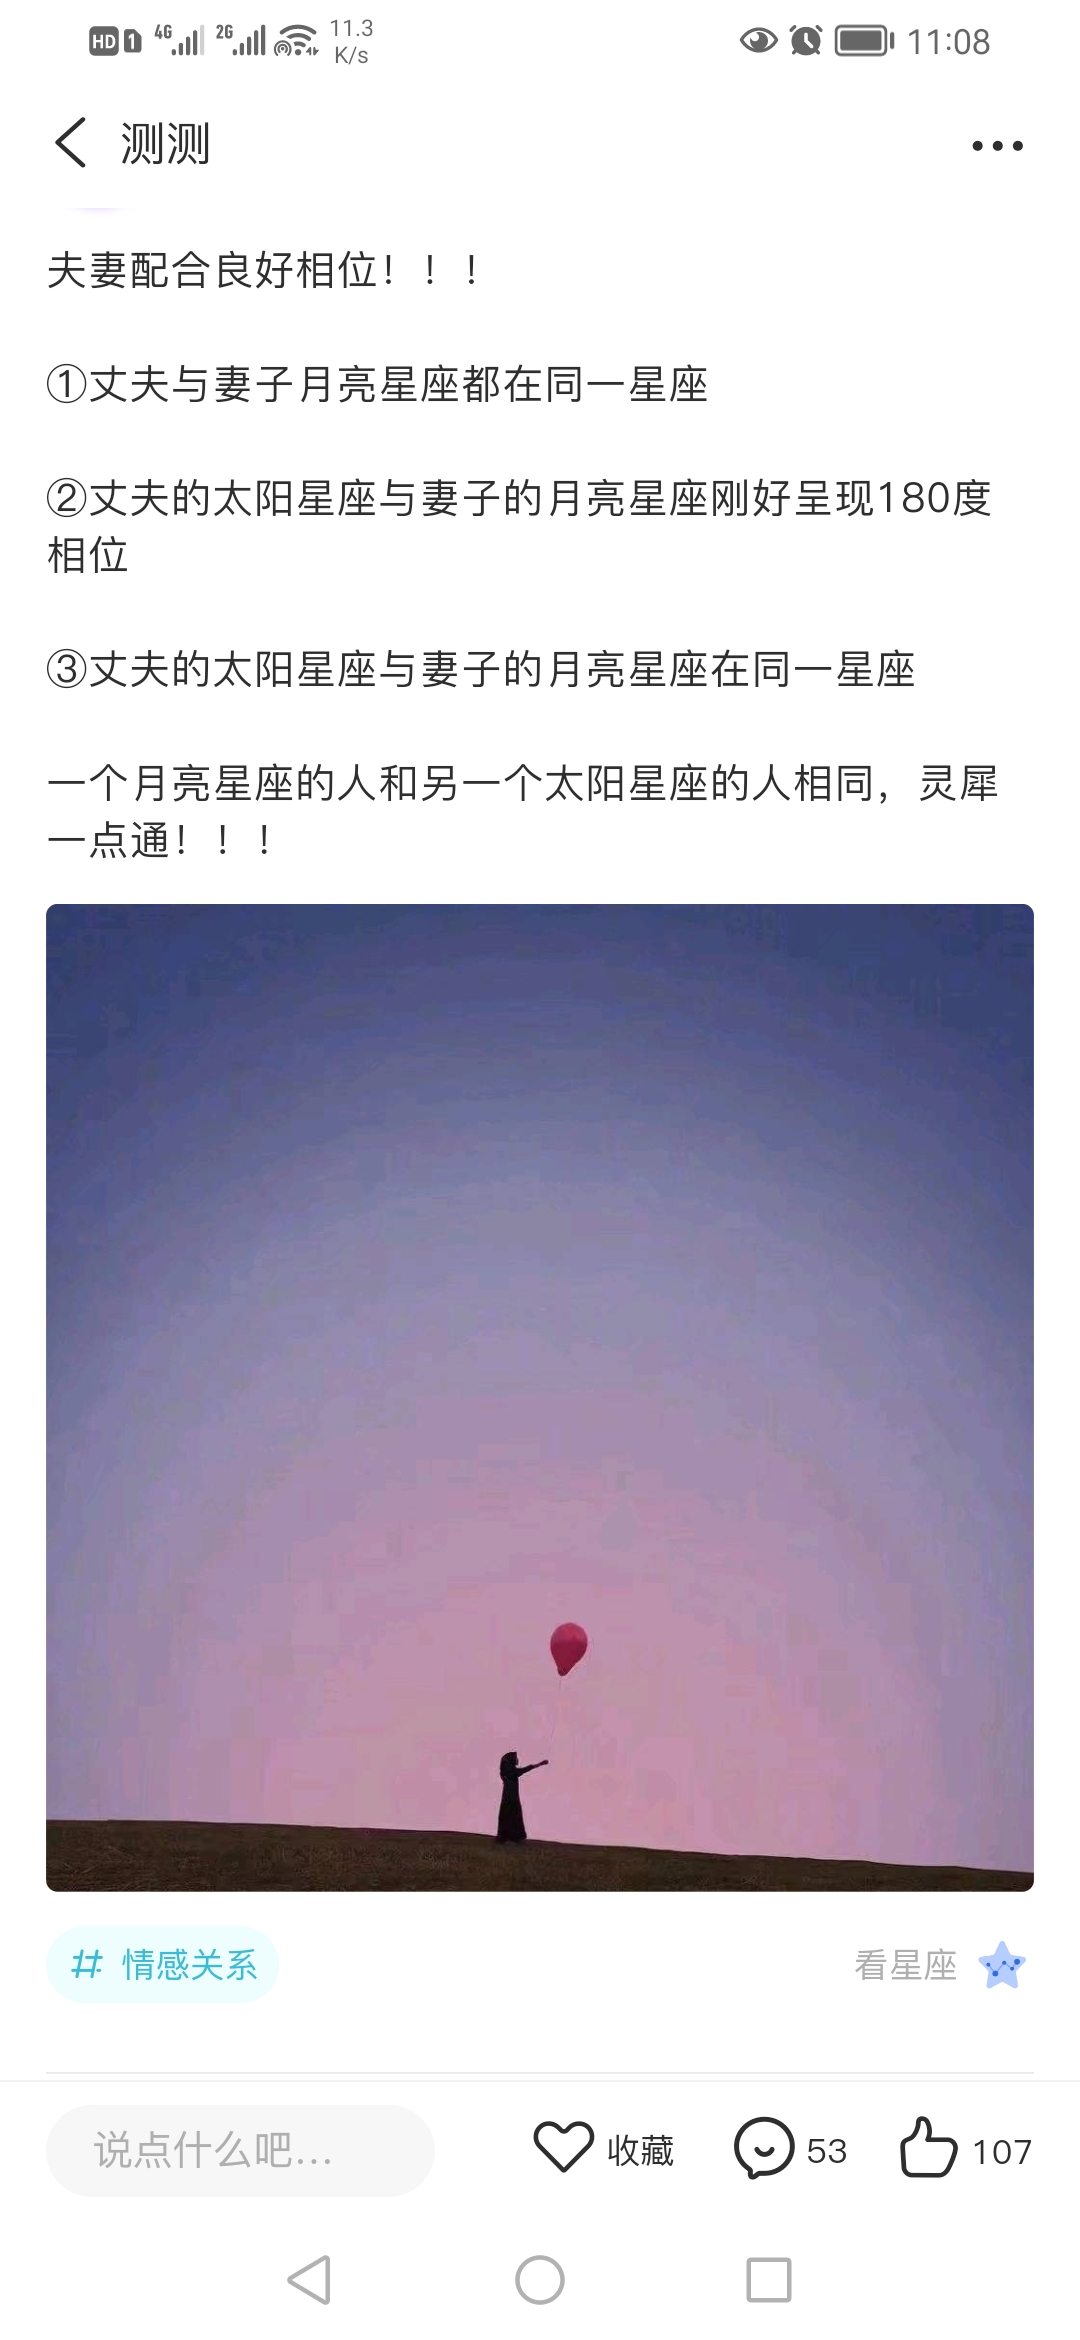 HD 1 4G 2G 11.3 K/s 11:08
测测
夫妻配合良好相位！！！
①丈夫与妻子月亮星座都在同一星座
②丈夫的太阳星座与妻子的月亮星座刚好呈现180度
相位
③丈夫的太阳星座与妻子的月亮星座在同一星座
一个月亮星座的人和另一个太阳星座的人相同，灵犀
一点通！！！
# 情感关系 看星座
说点什么吧... 收藏 53 107